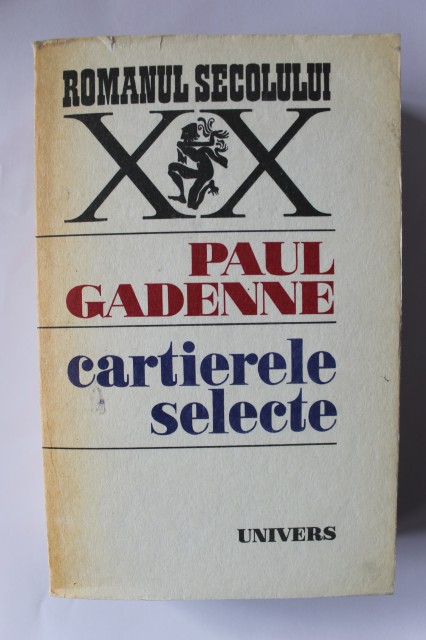 ROMANUL SECOLULUI
XX
PAUL
GADENNE
cartierele
selecte
UNIVERS